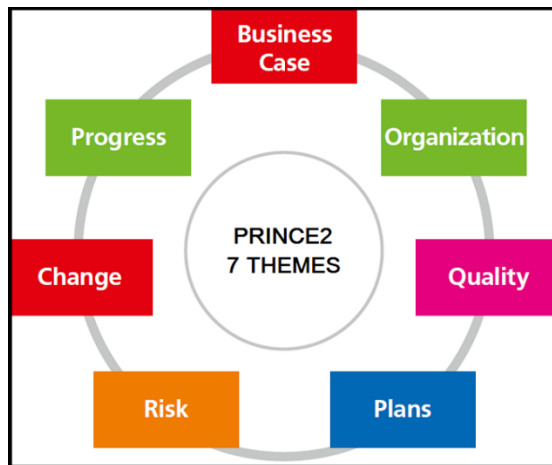 Business
Case
Progress
Organization
PRINCE2
7 THEMES
Change
Quality
Risk
Plans